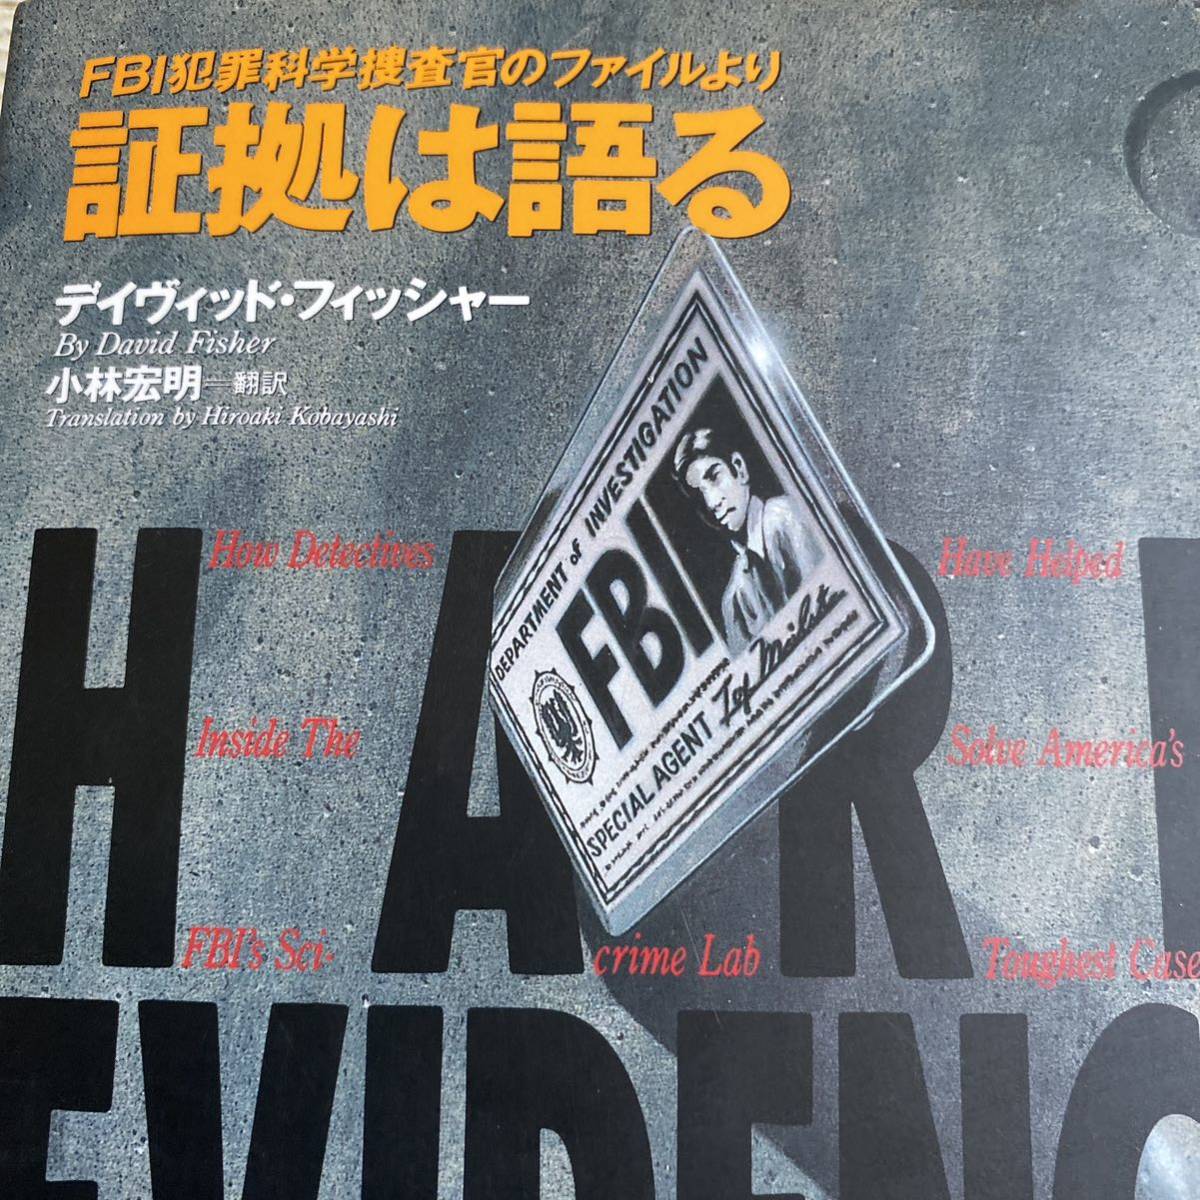 FBI犯罪科学捜査官のファイルより
証拠は語る
デイヴィッド・フィッシャー
By David Fisher
小林宏明━翻訳
Translation by Hiroaki Kobayashi
HAR
How Detectives
Have Helped
Inside The
Solve America's
FBI's Sci-
crime Lab
Toughest Case
EVIDENC
DEPARTMENT of INVESTIGATION
FBI
SPECIAL AGENT